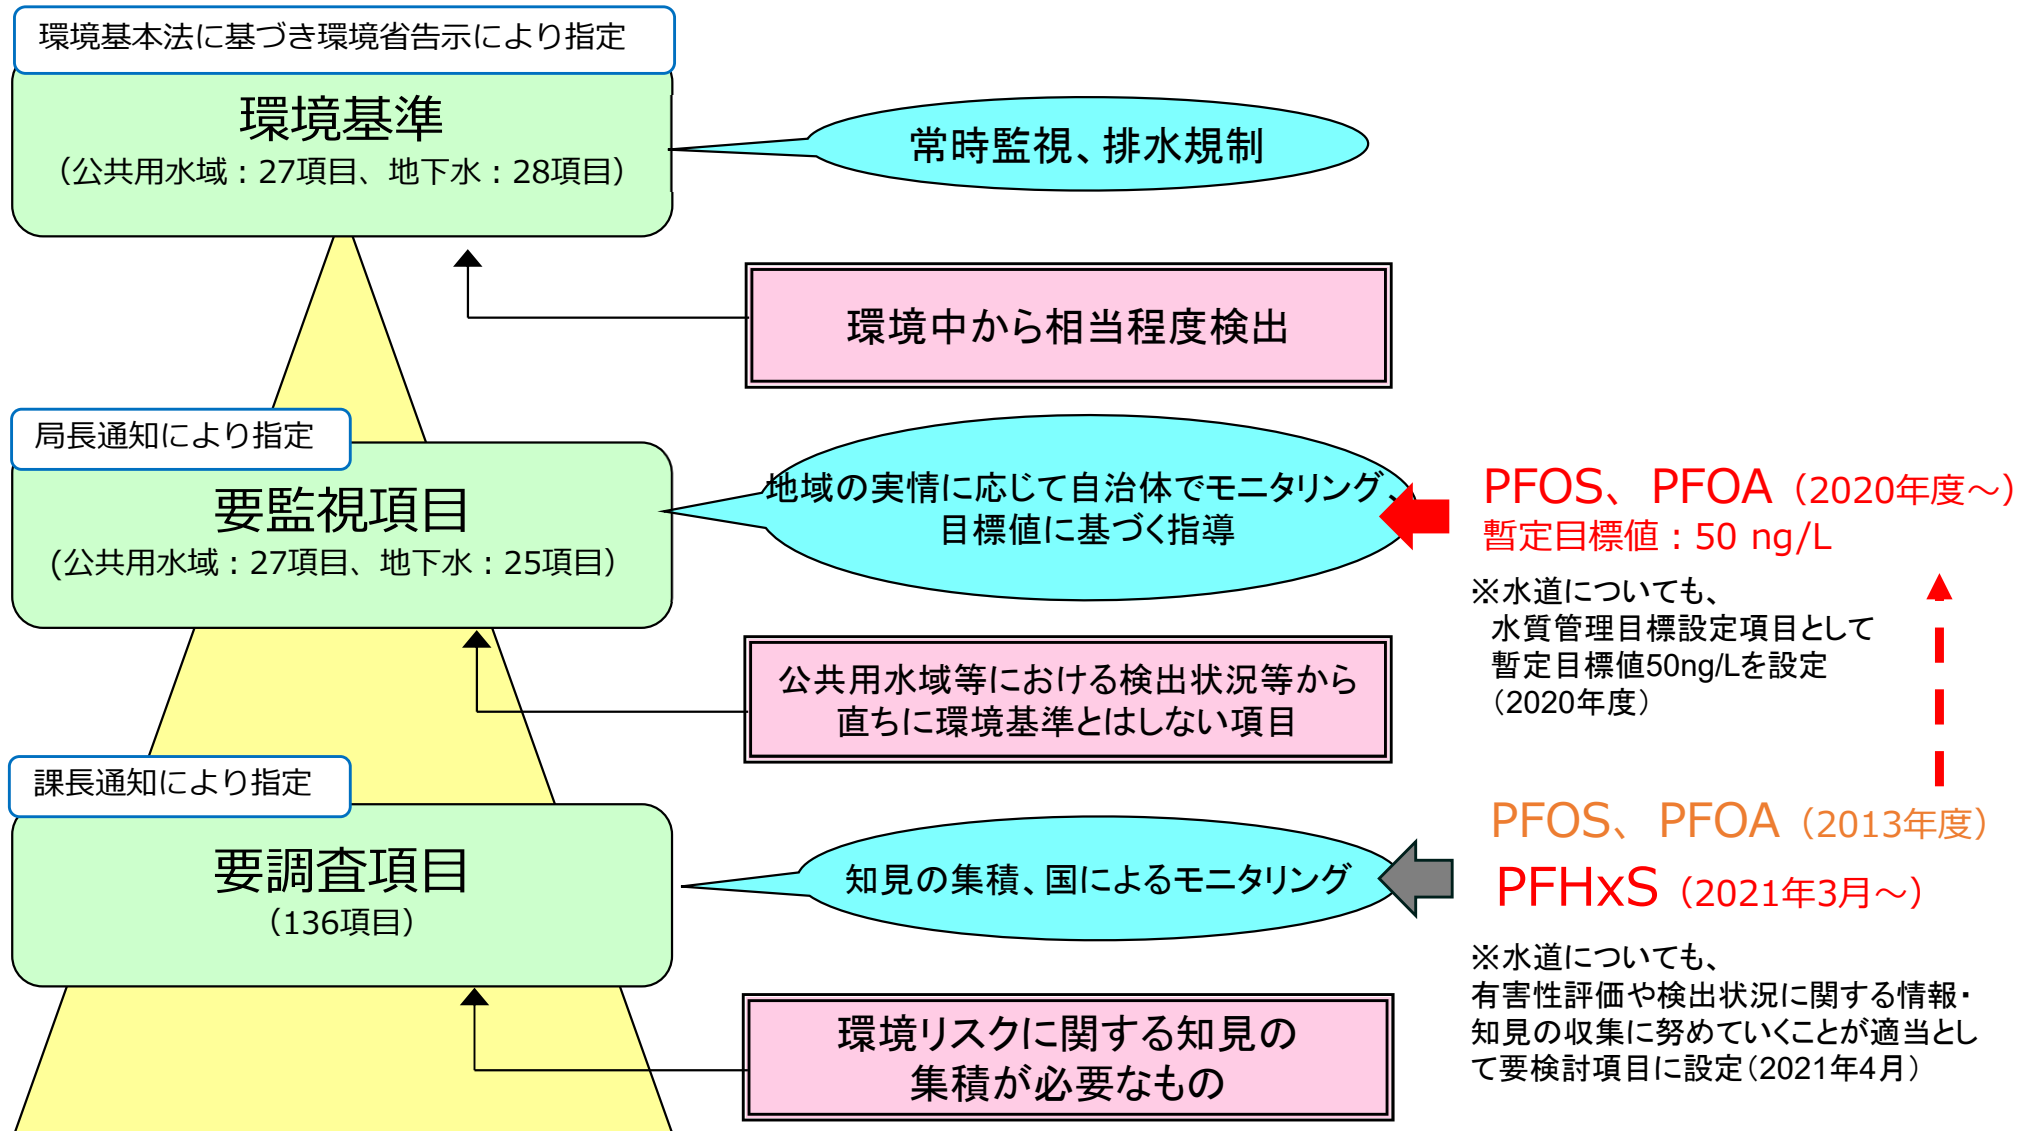 環境基本法に基づき環境省告示により指定
環境基準
（公共用水域：27項目、地下水：28項目）
常時監視、排水規制
環境中から相当程度検出
局長通知により指定
要監視項目
(公共用水域：27項目、地下水：25項目）
地域の実情に応じて自治体でモニタリング、
目標値に基づく指導
PFOS、PFOA（2020年度～）
暫定目標値：50 ng/L
※水道についても、
水質管理目標設定項目として
暫定目標値50ng/Lを設定
（2020年度）
公共用水域等における検出状況等から
直ちに環境基準とはしない項目
課長通知により指定
要調査項目
（136項目）
知見の集積、国によるモニタリング
PFOS、PFOA（2013年度）
PFHxS（2021年3月～）
※水道についても、
有害性評価や検出状況に関する情報・
知見の収集に努めていくことが適当とし
て要検討項目に設定（2021年4月）
環境リスクに関する知見の
集積が必要なもの